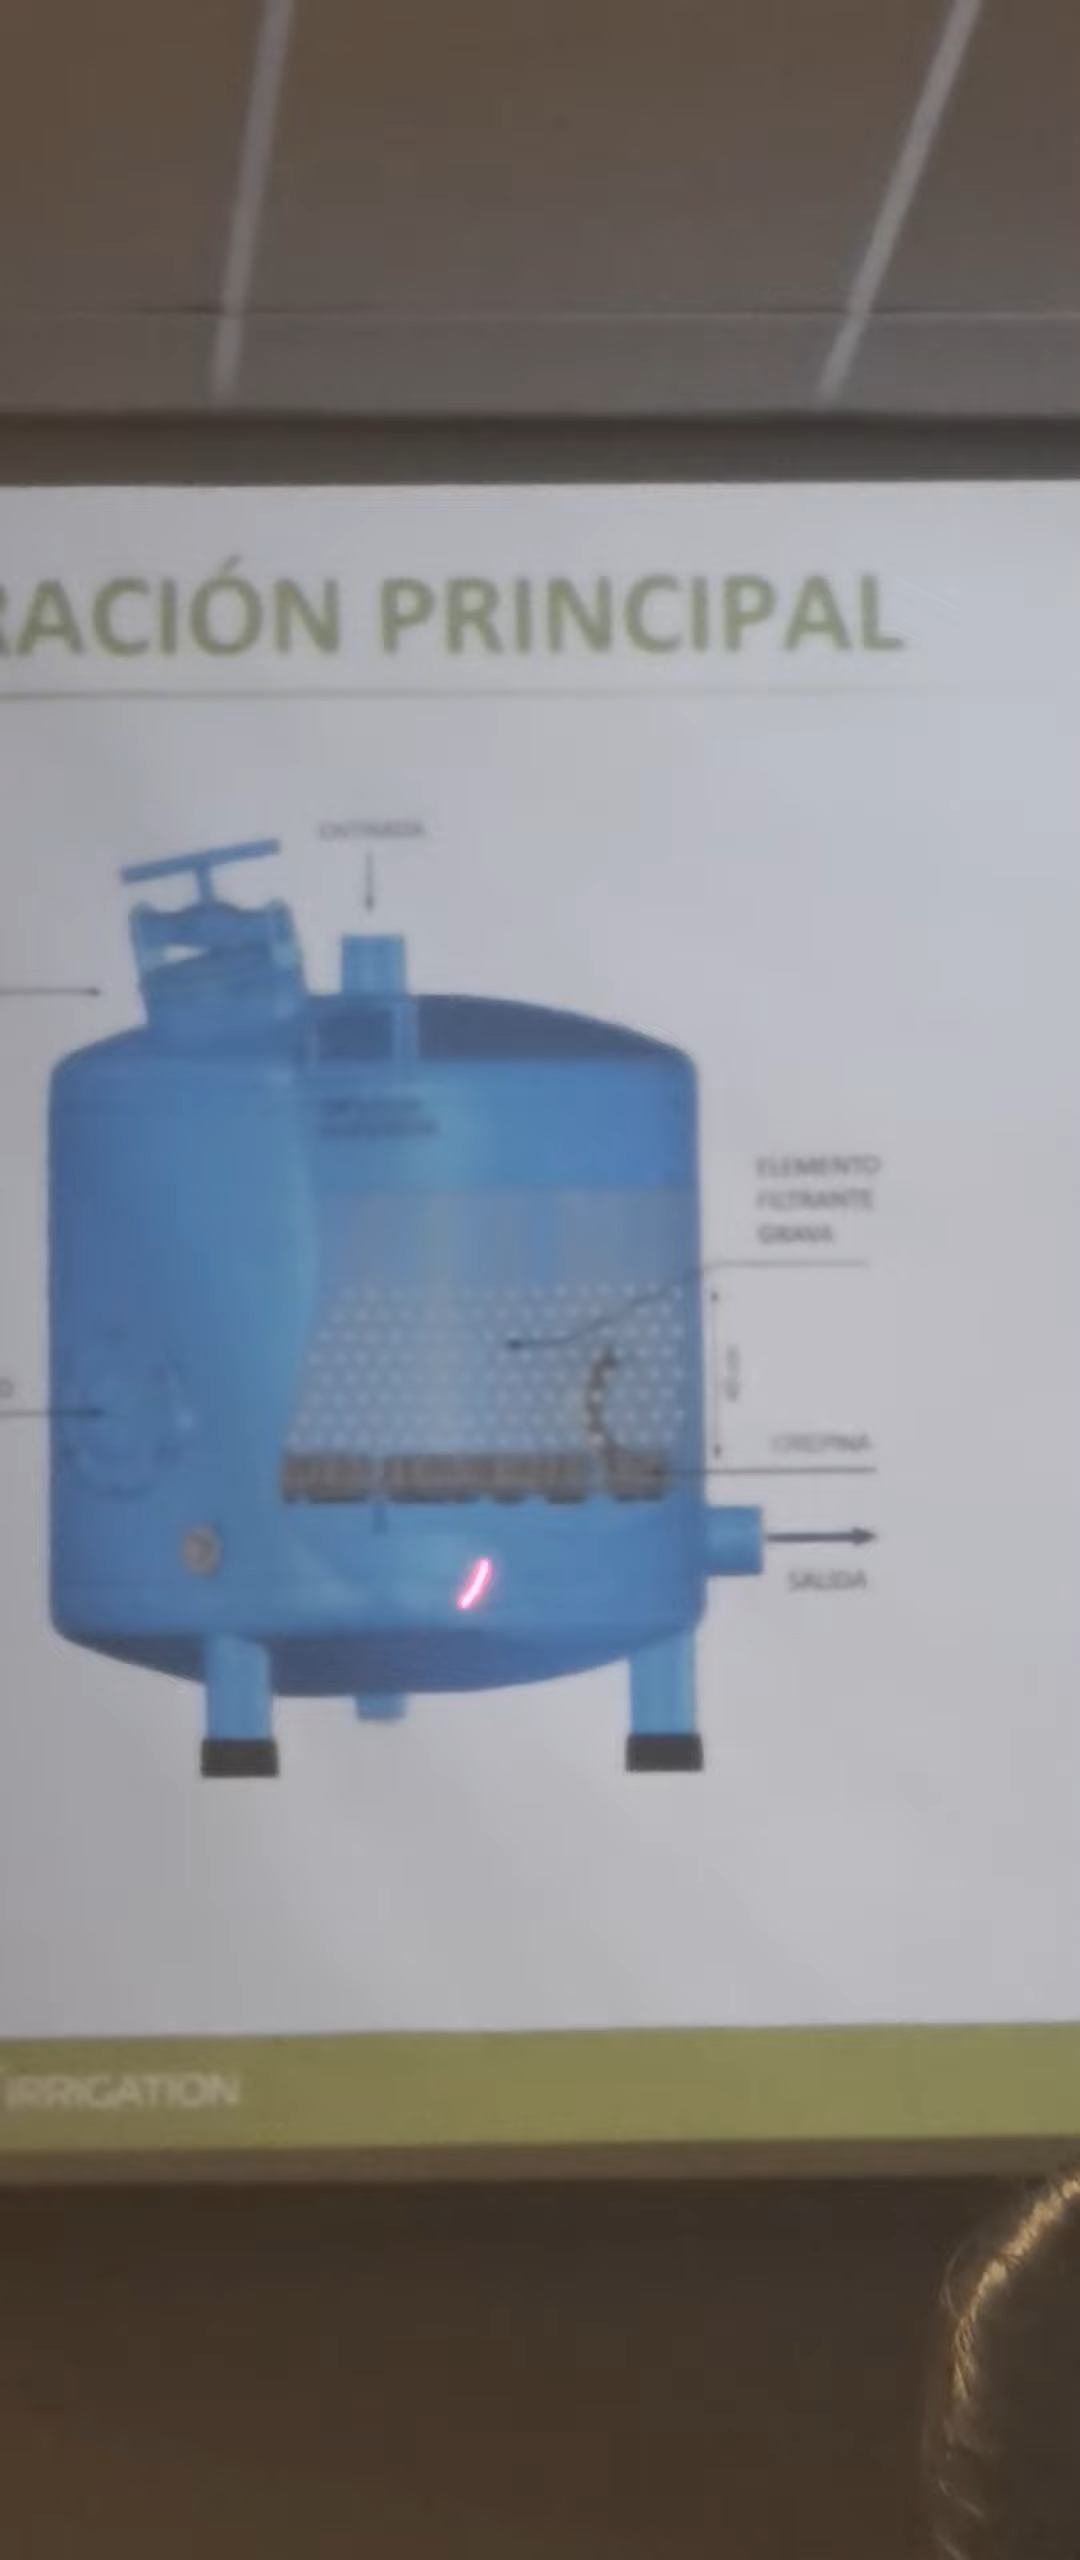 RACIÓN PRINCIPAL
ENTRADA
ELEMENTO
FILTRANTE
GRAVA
CREPINA
SALIDA
IRRIGATION